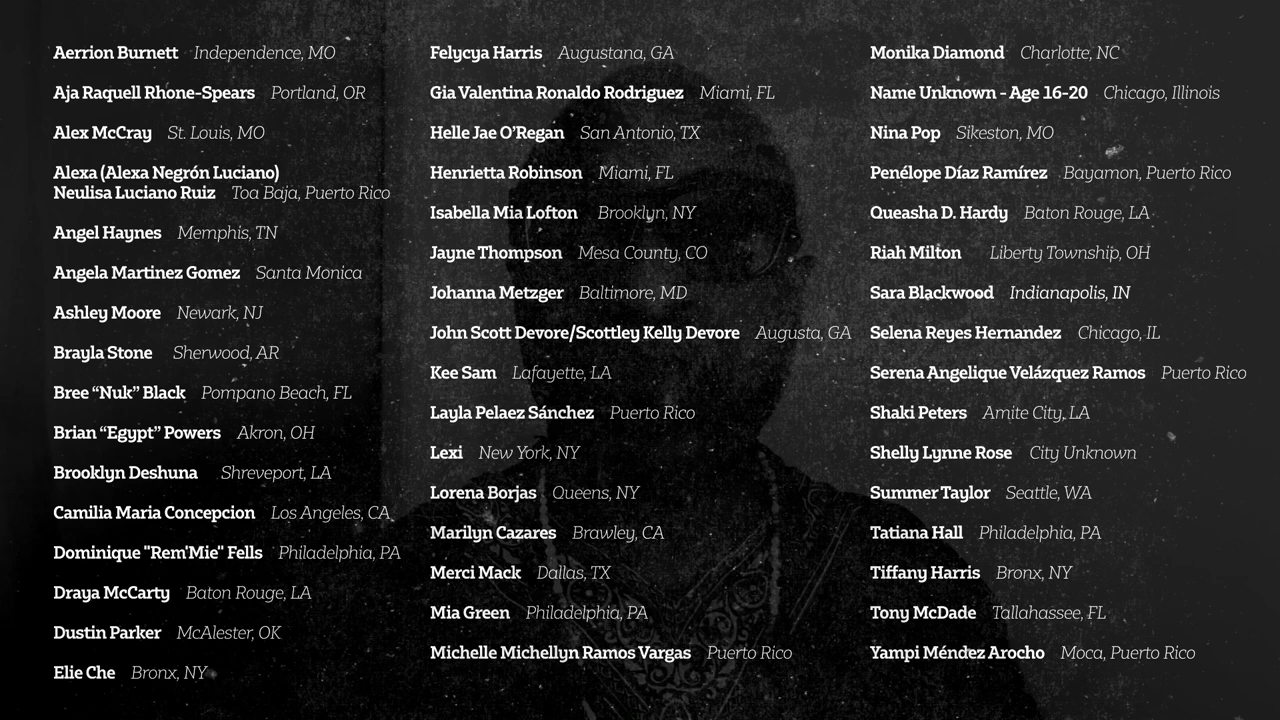 Aerrion Burnett Independence, MO
Aja Raquell Rhone-Spears Portland, OR
Alex McCray St. Louis, MO
Alexa (Alexa Negrón Luciano)
Neulisa Luciano Ruiz Toa Baja, Puerto Rico
Angel Haynes Memphis, TN
Angela Martinez Gomez Santa Monica
Ashley Moore Newark, NJ
Brayla Stone Sherwood, AR
Bree “Nuk” Black Pompano Beach, FL
Brian “Egypt” Powers Akron, OH
Brooklyn Deshuna Shreveport, LA
Camilia Maria Concepcion Los Angeles, CA
Dominique "Rem'Mie" Fells Philadelphia, PA
Draya McCarty Baton Rouge, LA
Dustin Parker McAlester, OK
Elie Che Bronx, NY
Felycya Harris Augustana, GA
Gia Valentina Ronaldo Rodriguez Miami, FL
Helle Jae O’Regan San Antonio, TX
Henrietta Robinson Miami, FL
Isabella Mia Lofton Brooklyn, NY
Jayne Thompson Mesa County, CO
Johanna Metzger Baltimore, MD
John Scott Devore/Scottley Kelly Devore Augusta, GA
Kee Sam Lafayette, LA
Layla Pelaez Sánchez Puerto Rico
Lexi New York, NY
Lorena Borjas Queens, NY
Marilyn Cazares Brawley, CA
Merci Mack Dallas, TX
Mia Green Philadelphia, PA
Michelle Michellyn Ramos Vargas Puerto Rico
Monika Diamond Charlotte, NC
Name Unknown - Age 16-20 Chicago, Illinois
Nina Pop Sikeston, MO
Penélope Díaz Ramírez Bayamon, Puerto Rico
Queasha D. Hardy Baton Rouge, LA
Riah Milton Liberty Township, OH
Sara Blackwood Indianapolis, IN
Selena Reyes Hernandez Chicago, IL
Serena Angelique Velázquez Ramos Puerto Rico
Shaki Peters Amite City, LA
Shelly Lynne Rose City Unknown
Summer Taylor Seattle, WA
Tatiana Hall Philadelphia, PA
Tiffany Harris Bronx, NY
Tony McDade Tallahassee, FL
Yampi Méndez Arocho Moca, Puerto Rico